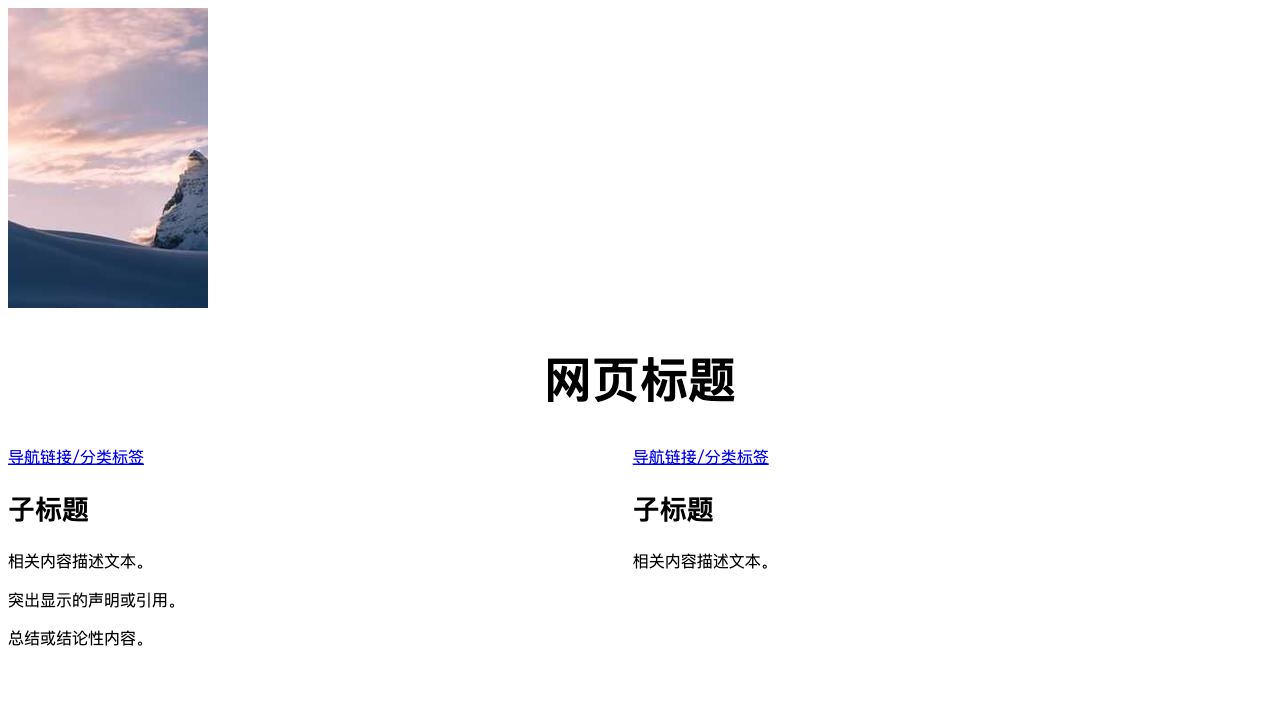 网页标题
导航链接/分类标签
子标题
相关内容描述文本。
突出显示的声明或引用。
总结或结论性内容。
导航链接/分类标签
子标题
相关内容描述文本。